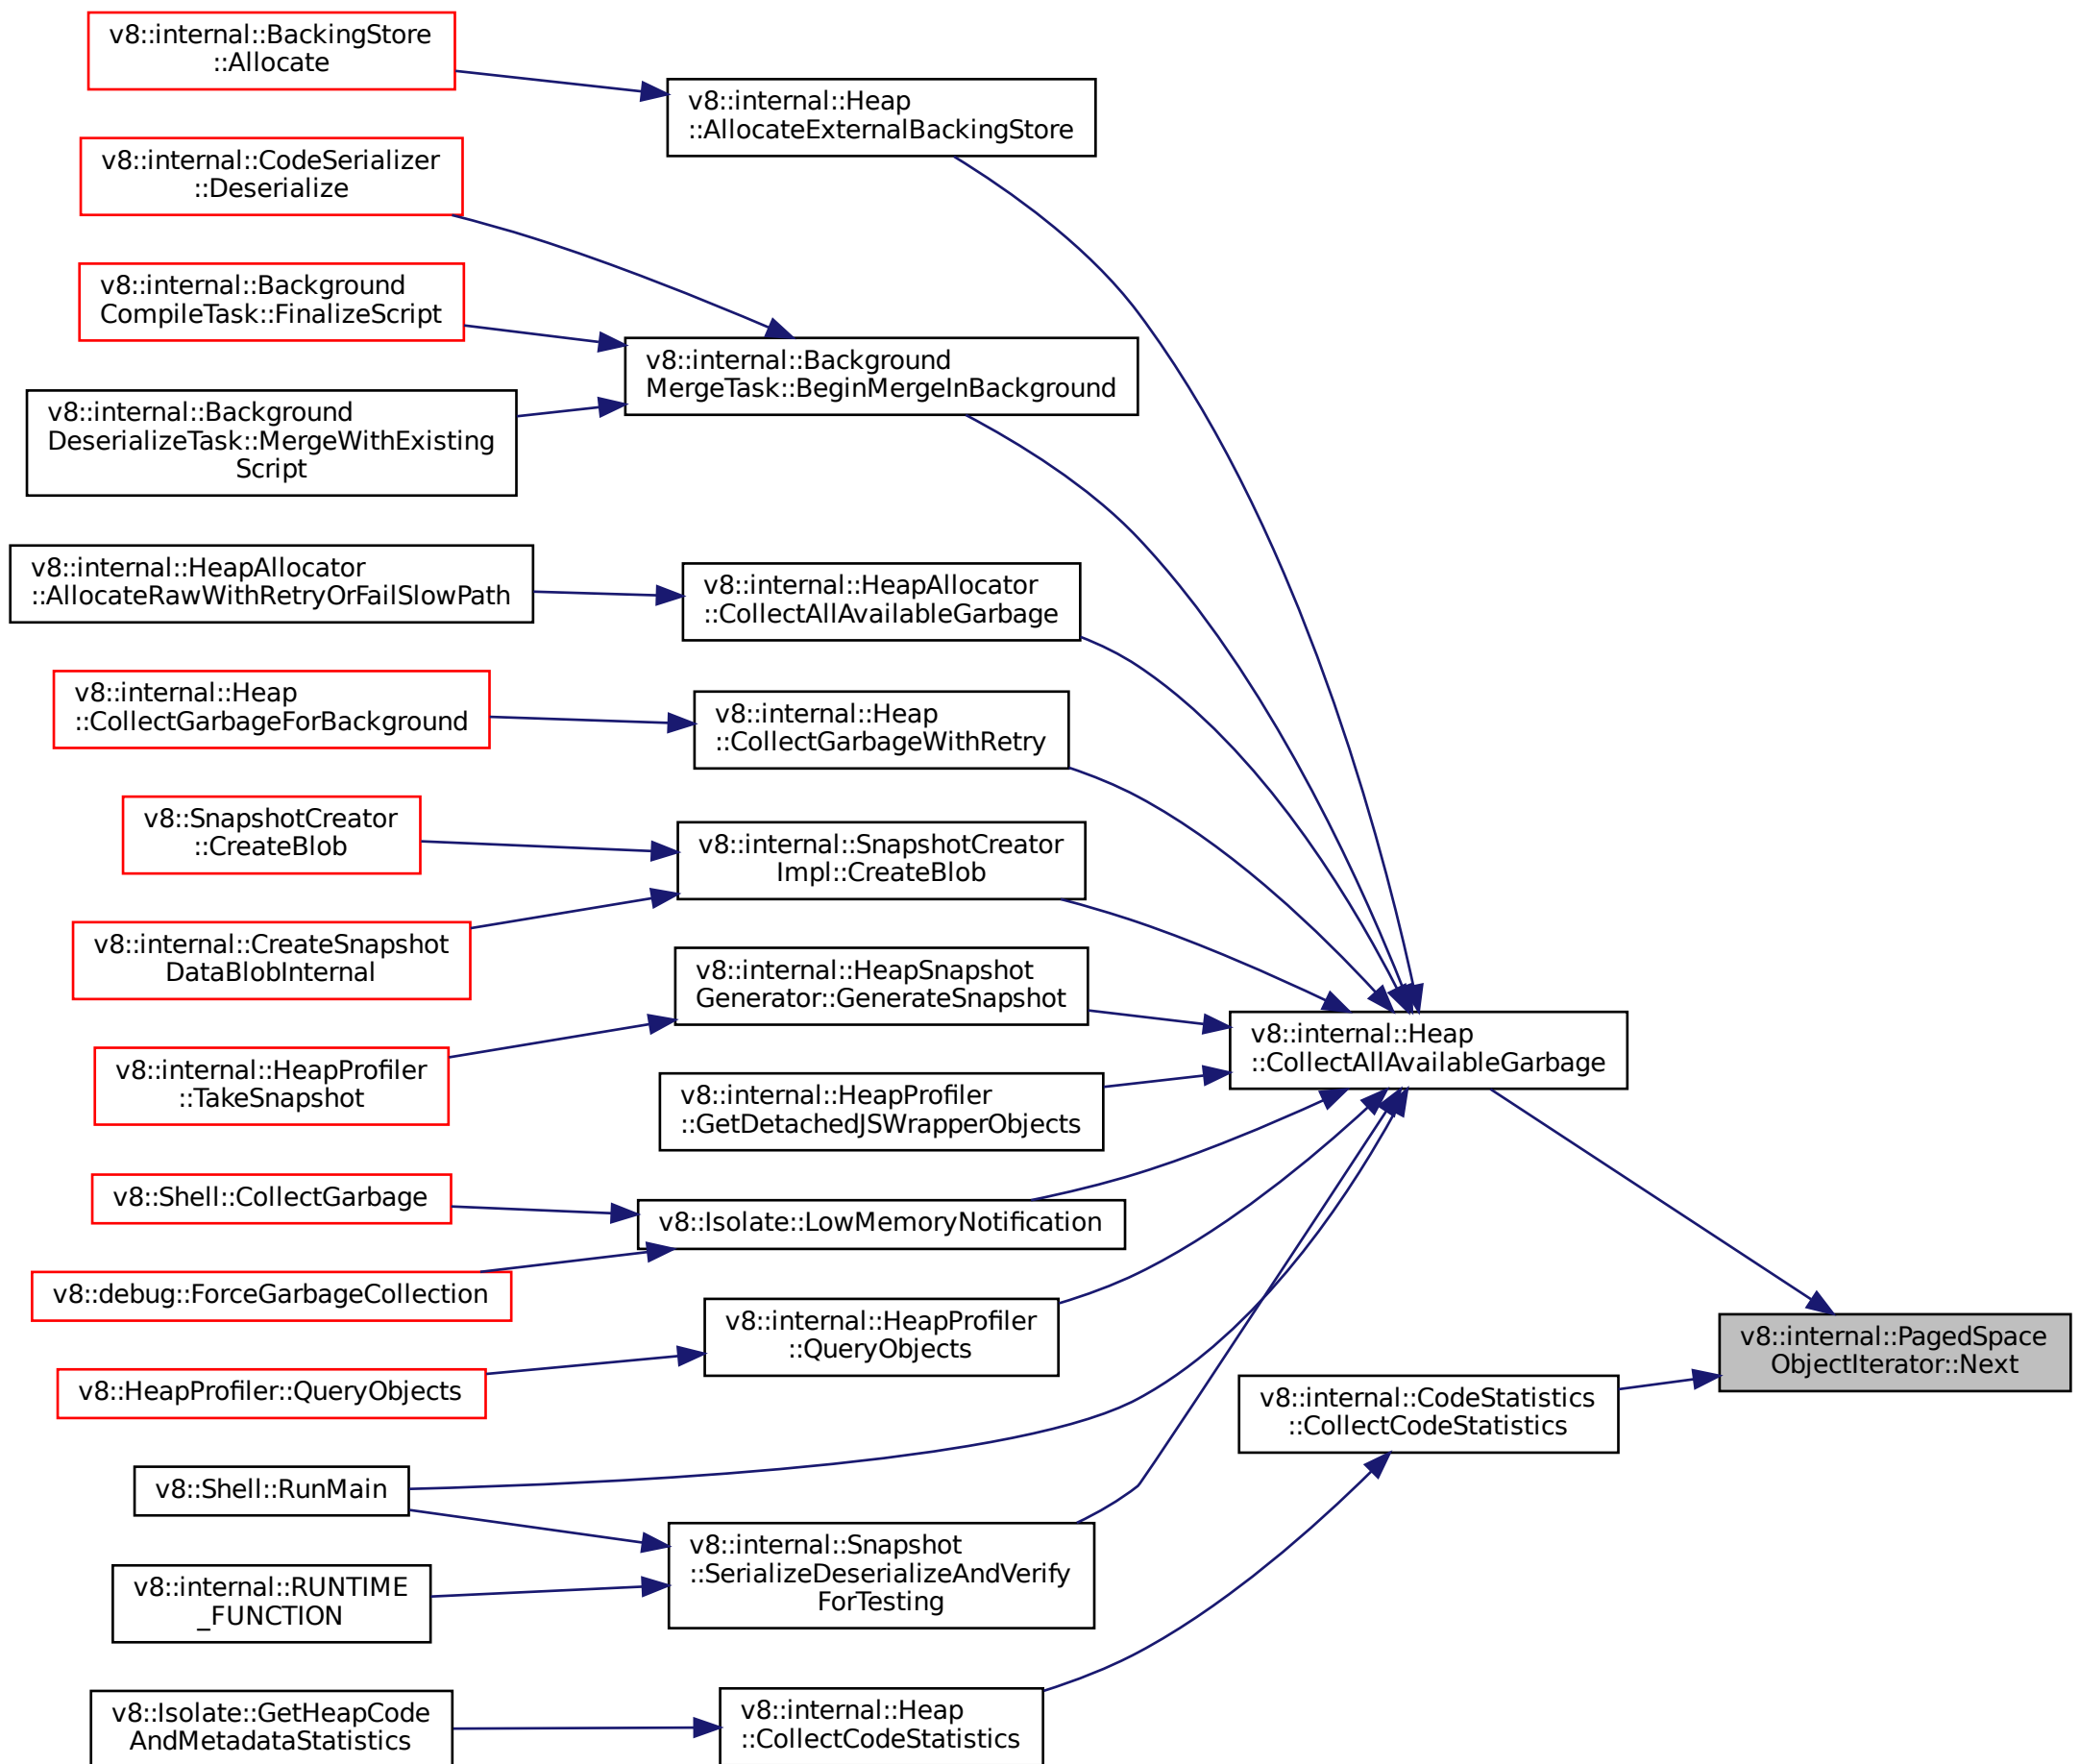 v8::internal::BackingStore
::Allocate
v8::internal::Heap
::AllocateExternalBackingStore
v8::internal::CodeSerializer
::Deserialize
v8::internal::Background
CompileTask::FinalizeScript
v8::internal::Background
MergeTask::BeginMergeInBackground
v8::internal::Background
DeserializeTask::MergeWithExisting
Script
v8::internal::HeapAllocator
::AllocateRawWithRetryOrFailSlowPath
v8::internal::HeapAllocator
::CollectAllAvailableGarbage
v8::internal::Heap
::CollectGarbageForBackground
v8::internal::Heap
::CollectGarbageWithRetry
v8::SnapshotCreator
::CreateBlob
v8::internal::SnapshotCreator
Impl::CreateBlob
v8::internal::CreateSnapshot
DataBlobInternal
v8::internal::HeapSnapshot
Generator::GenerateSnapshot
v8::internal::Heap
::CollectAllAvailableGarbage
v8::internal::HeapProfiler
::TakeSnapshot
v8::internal::HeapProfiler
::GetDetachedJSWrapperObjects
v8::Shell::CollectGarbage
v8::Isolate::LowMemoryNotification
v8::debug::ForceGarbageCollection
v8::internal::HeapProfiler
::QueryObjects
v8::internal::PagedSpace
ObjectIterator::Next
v8::HeapProfiler::QueryObjects
v8::internal::CodeStatistics
::CollectCodeStatistics
v8::Shell::RunMain
v8::internal::Snapshot
::SerializeDeserializeAndVerify
ForTesting
v8::internal::RUNTIME
_FUNCTION
v8::Isolate::GetHeapCode
AndMetadataStatistics
v8::internal::Heap
::CollectCodeStatistics